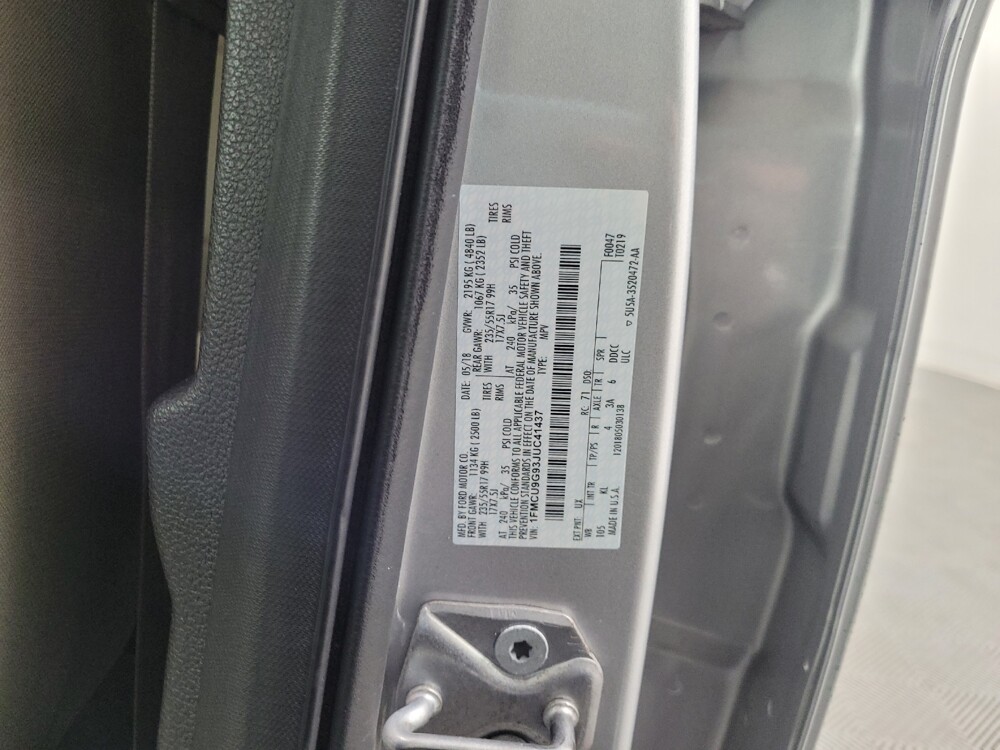 MFD. BY FORD MOTOR CO. DATE: 05/18 GVWR: 2195 KG ( 4840 LB)
FRONT GAWR: 1134 KG ( 2500 LB) REAR GAWR: 1067 KG ( 2352 LB)
WITH 235/55R17 99H TIRES WITH 235/55R17 99H TIRES
17X7.5J RIMS 17X7.5J RIMS
AT 240 kPa/ 35 PSI COLD AT 240 kPa/ 35 PSI COLD
THIS VEHICLE CONFORMS TO ALL APPLICABLE FEDERAL MOTOR VEHICLE SAFETY AND THEFT
PREVENTION STANDARDS IN EFFECT ON THE DATE OF MANUFACTURE SHOWN ABOVE.
VIN: 1FMCU9G93JUC41437 TYPE: MPV
EXT PNT UX RC: 71 DSO:
WB INT TR TP/PS R AXLE TR SPR F0047
105 KL 4 3A 6 DDCC T0219
MADE IN U.S.A. 1201805030138 ULC ▽ 5U5A-3520472-AA